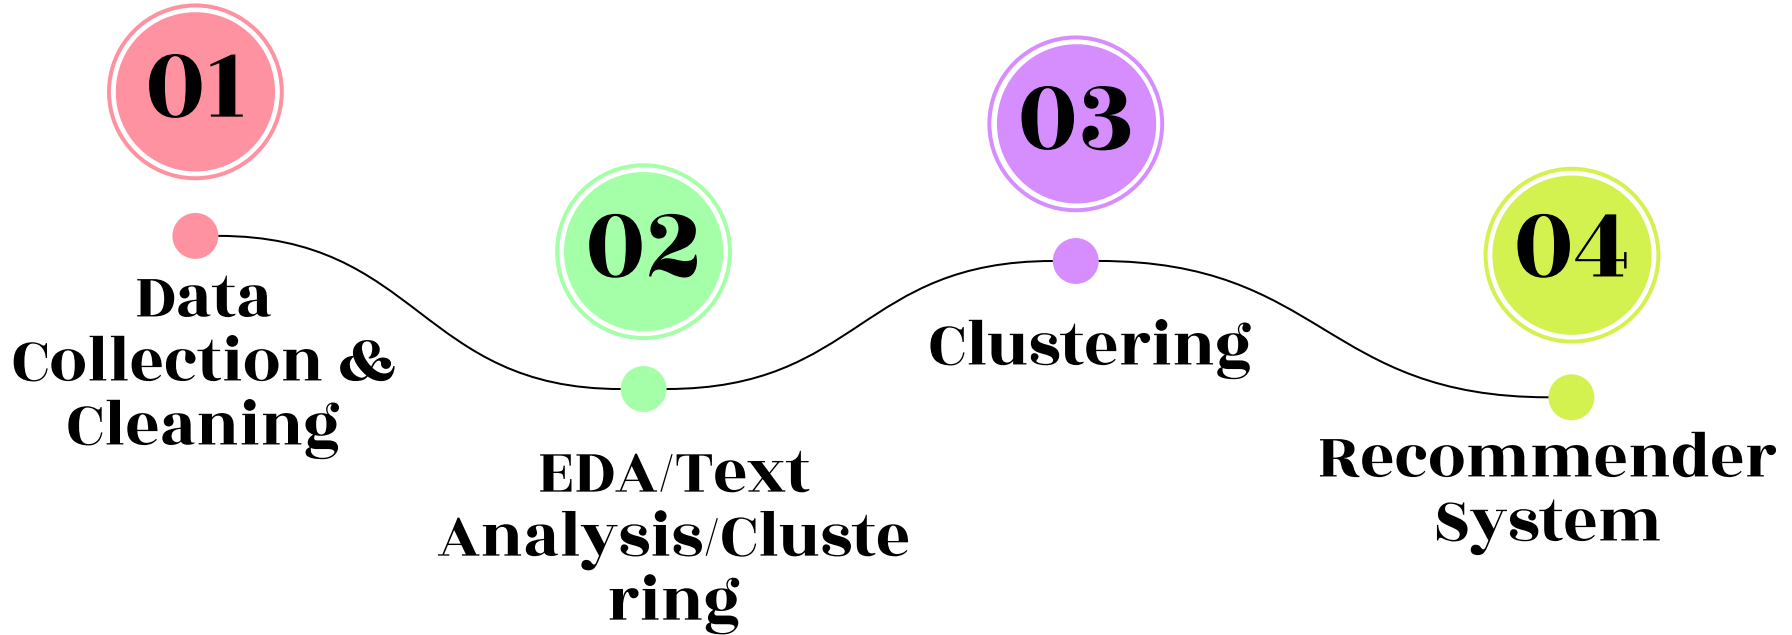 01
Data
Collection &
Cleaning
02
EDA/Text
Analysis/Cluste
ring
03
Clustering
04
Recommender
System